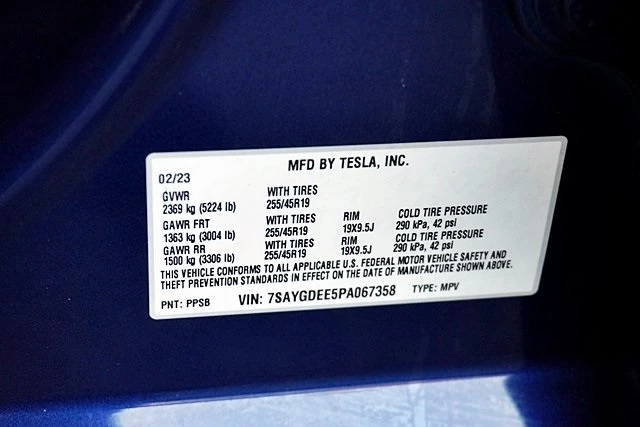 MFD BY TESLA, INC.
02/23
GVWR WITH TIRES
2369 kg (5224 lb) 255/45R19
GAWR FRT WITH TIRES RIM COLD TIRE PRESSURE
1363 kg (3004 lb) 255/45R19 19X9.5J 290 kPa, 42 psi
GAWR RR WITH TIRES RIM COLD TIRE PRESSURE
1500 kg (3306 lb) 255/45R19 19X9.5J 290 kPa, 42 psi
THIS VEHICLE CONFORMS TO ALL APPLICABLE U.S. FEDERAL MOTOR VEHICLE SAFETY AND
THEFT PREVENTION STANDARDS IN EFFECT ON THE DATE OF MANUFACTURE SHOWN ABOVE.
PNT: PPSB VIN: 7SAYGDEE5PA067358 TYPE: MPV